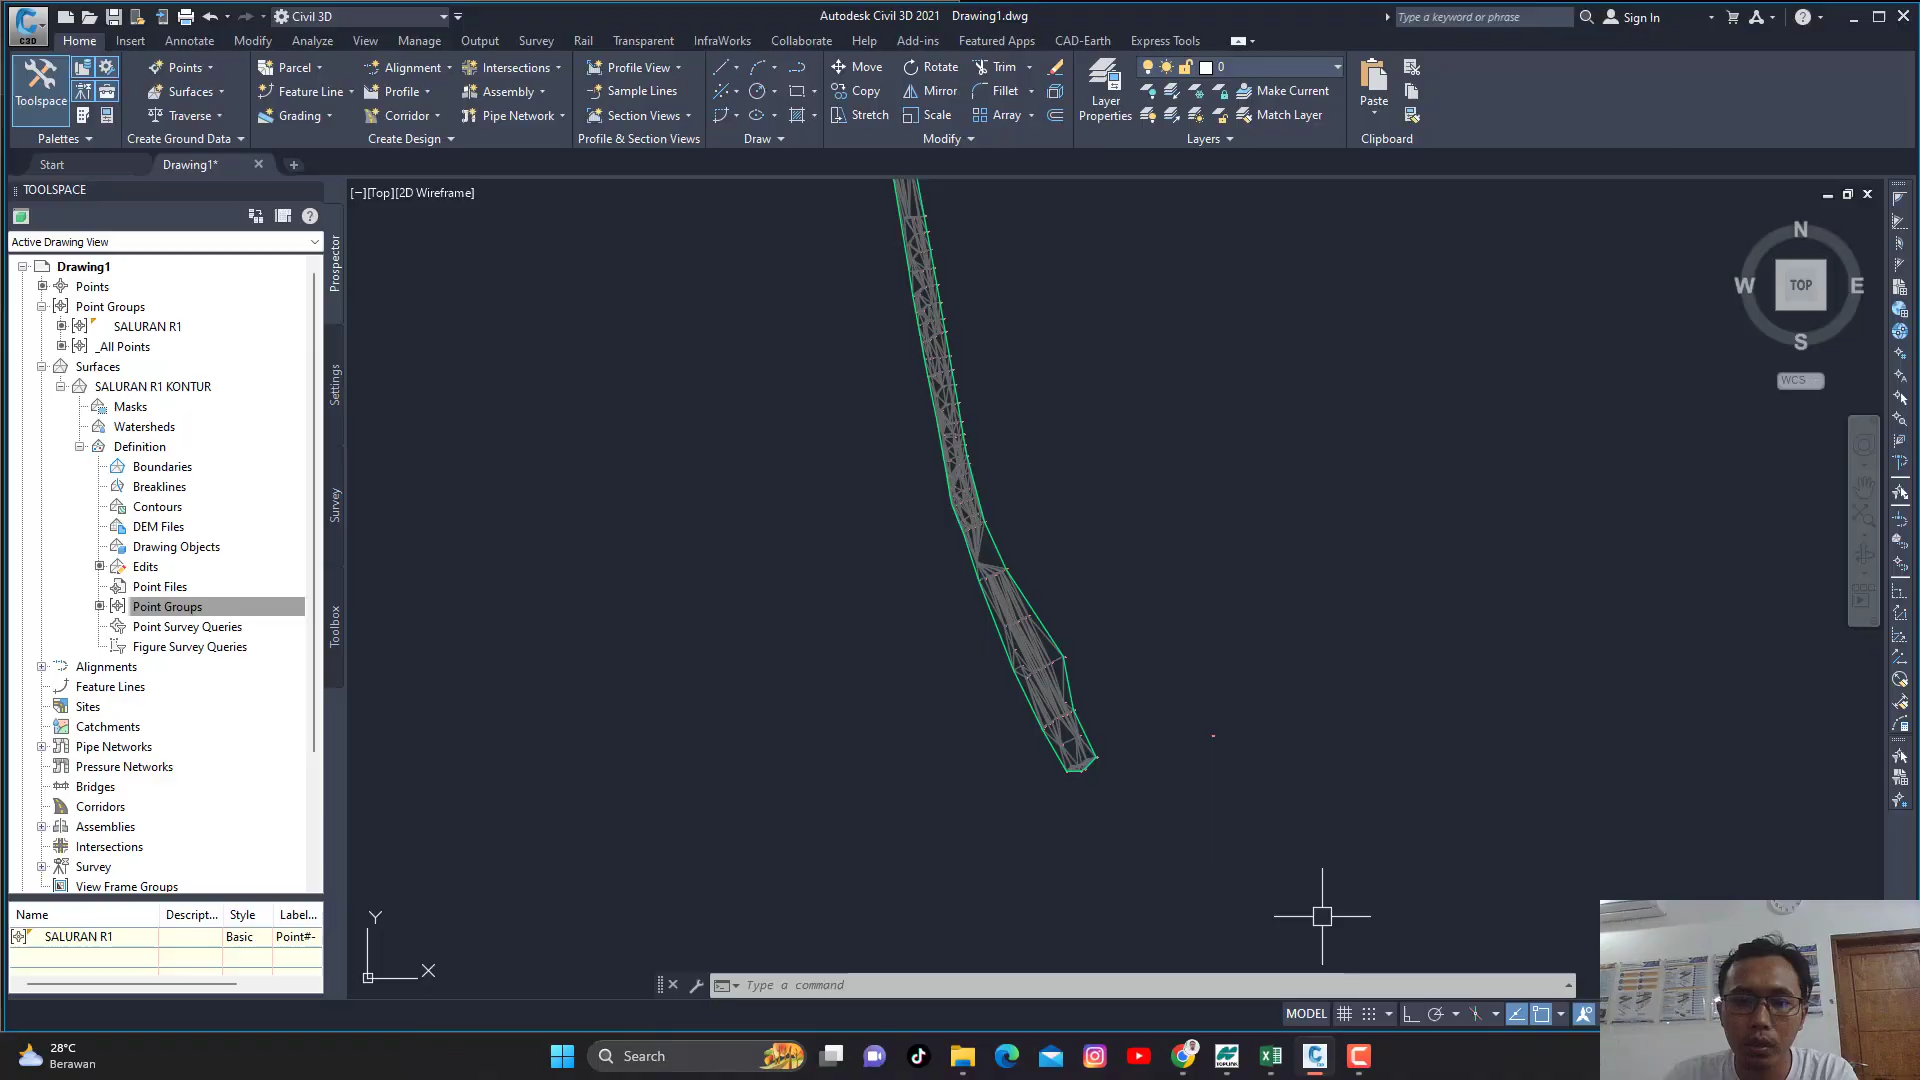 C3D
Civil 3D
Autodesk Civil 3D 2021 Drawing1.dwg
Type a keyword or phrase
Sign In
Home Insert Annotate Modify Analyze View Manage Output Survey Rail Transparent InfraWorks Collaborate Help Add-ins Featured Apps CAD-Earth Express Tools
Toolspace
Points
Surfaces
Traverse
Parcel
Feature Line
Grading
Alignment
Profile
Corridor
Intersections
Assembly
Pipe Network
Profile View
Sample Lines
Section Views
Move
Copy
Stretch
Rotate
Mirror
Scale
Trim
Fillet
Array
Layer
Properties
0
Make Current
Match Layer
Paste
Palettes
Create Ground Data
Create Design
Profile & Section Views
Draw
Modify
Layers
Clipboard
Start
Drawing1*
TOOLSPACE
[−][Top][2D Wireframe]
Active Drawing View
Drawing1
Points
Point Groups
SALURAN R1
_All Points
Surfaces
SALURAN R1 KONTUR
Masks
Watersheds
Definition
Boundaries
Breaklines
Contours
DEM Files
Drawing Objects
Edits
Point Files
Point Groups
Point Survey Queries
Figure Survey Queries
Alignments
Feature Lines
Sites
Catchments
Pipe Networks
Pressure Networks
Bridges
Corridors
Assemblies
Intersections
Survey
View Frame Groups
Prospector
Settings
Survey
Toolbox
Name Descript... Style Label...
SALURAN R1 Basic Point#-
N
W TOP E
S
WCS
Y
X
Type a command
MODEL
28°C
Berawan
Search